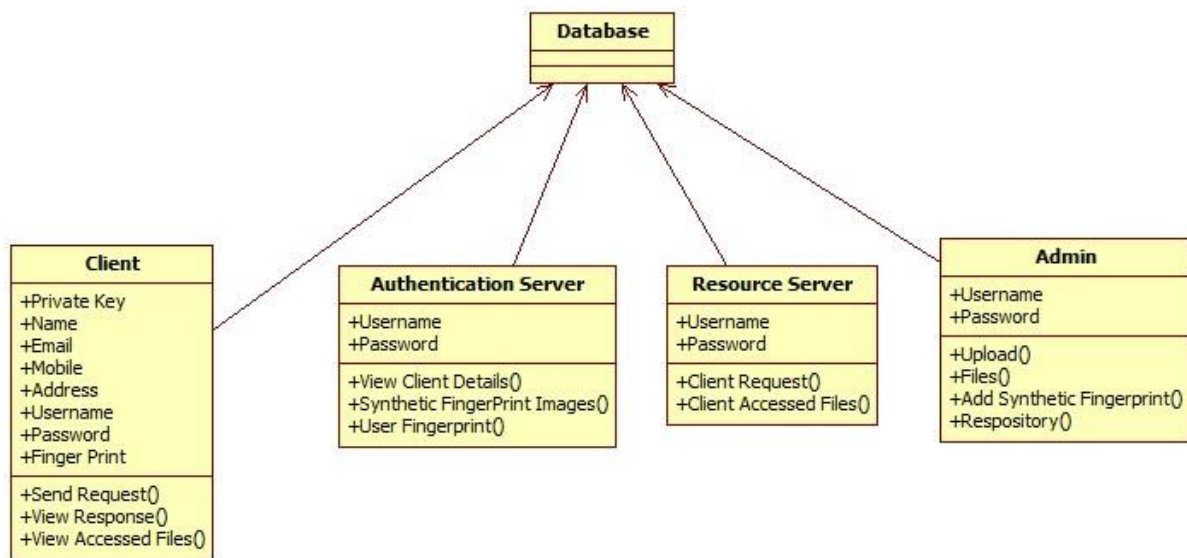 Database
Client
+Private Key
+Name
+Email
+Mobile
+Address
+Username
+Password
+Finger Print
+Send Request()
+View Response()
+View Accessed Files()
Authentication Server
+Username
+Password
+View Client Details()
+Synthetic FingerPrint Images()
+User Fingerprint()
Resource Server
+Username
+Password
+Client Request()
+Client Accessed Files()
Admin
+Username
+Password
+Upload()
+Files()
+Add Synthetic Fingerprint()
+Respository()